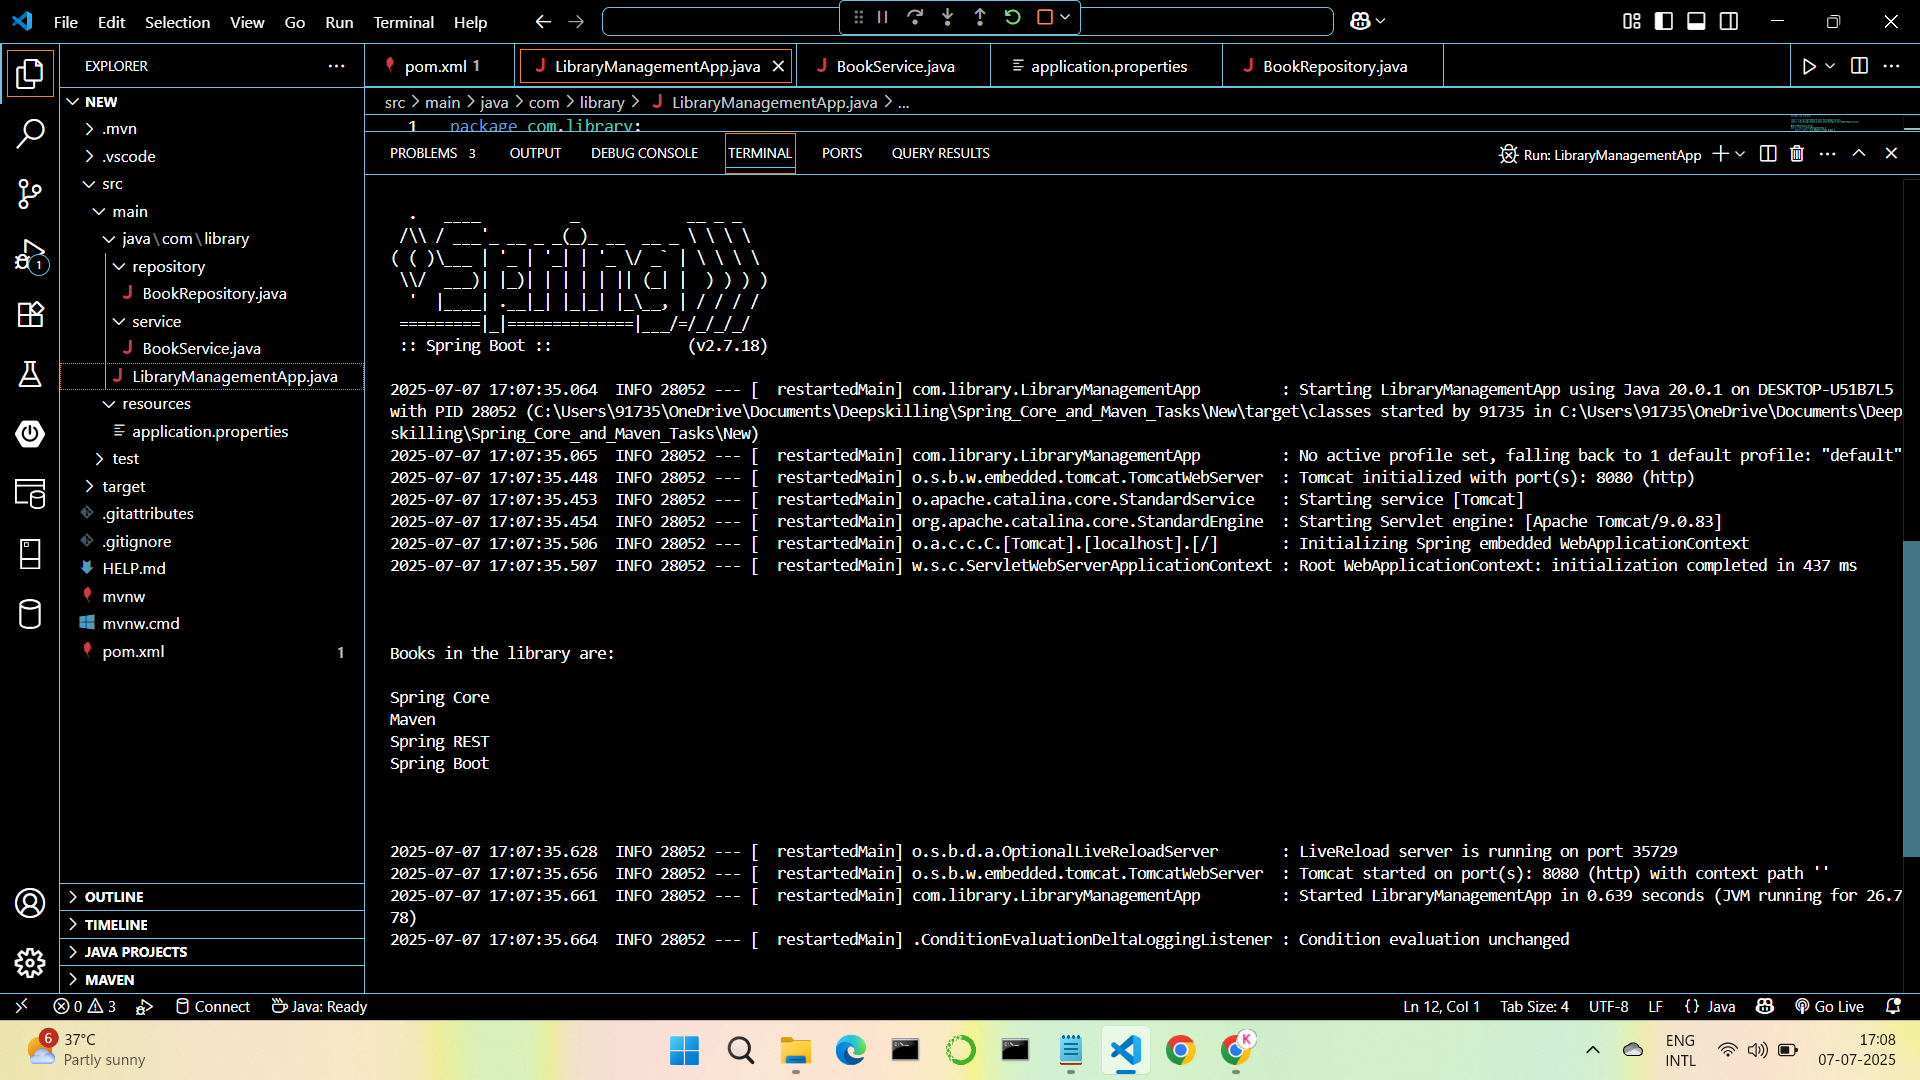 File Edit Selection View Go Run Terminal Help
EXPLORER
pom.xml 1
LibraryManagementApp.java
BookService.java
application.properties
BookRepository.java
src > main > java > com > library > LibraryManagementApp.java > ...
1 package com.library;
PROBLEMS 3 OUTPUT DEBUG CONSOLE TERMINAL PORTS QUERY RESULTS
Run: LibraryManagementApp
NEW
.mvn
.vscode
src
main
java\com\library
repository
BookRepository.java
service
BookService.java
LibraryManagementApp.java
resources
application.properties
test
target
.gitattributes
.gitignore
HELP.md
mvnw
mvnw.cmd
pom.xml 1
OUTLINE
TIMELINE
JAVA PROJECTS
MAVEN
1
Spring
:: Spring Boot :: (v2.7.18)
2025-07-07 17:07:35.064 INFO 28052 --- [ restartedMain] com.library.LibraryManagementApp : Starting LibraryManagementApp using Java 20.0.1 on DESKTOP-U51B7L5
with PID 28052 (C:\Users\91735\OneDrive\Documents\Deepskilling\Spring_Core_and_Maven_Tasks\New\target\classes started by 91735 in C:\Users\91735\OneDrive\Documents\Deep
skilling\Spring_Core_and_Maven_Tasks\New)
2025-07-07 17:07:35.065 INFO 28052 --- [ restartedMain] com.library.LibraryManagementApp : No active profile set, falling back to 1 default profile: "default"
2025-07-07 17:07:35.448 INFO 28052 --- [ restartedMain] o.s.b.w.embedded.tomcat.TomcatWebServer : Tomcat initialized with port(s): 8080 (http)
2025-07-07 17:07:35.453 INFO 28052 --- [ restartedMain] o.apache.catalina.core.StandardService : Starting service [Tomcat]
2025-07-07 17:07:35.454 INFO 28052 --- [ restartedMain] org.apache.catalina.core.StandardEngine : Starting Servlet engine: [Apache Tomcat/9.0.83]
2025-07-07 17:07:35.506 INFO 28052 --- [ restartedMain] o.a.c.c.C.[Tomcat].[localhost].[/] : Initializing Spring embedded WebApplicationContext
2025-07-07 17:07:35.507 INFO 28052 --- [ restartedMain] w.s.c.ServletWebServerApplicationContext : Root WebApplicationContext: initialization completed in 437 ms
Books in the library are:
Spring Core
Maven
Spring REST
Spring Boot
2025-07-07 17:07:35.628 INFO 28052 --- [ restartedMain] o.s.b.d.a.OptionalLiveReloadServer : LiveReload server is running on port 35729
2025-07-07 17:07:35.656 INFO 28052 --- [ restartedMain] o.s.b.w.embedded.tomcat.TomcatWebServer : Tomcat started on port(s): 8080 (http) with context path ''
2025-07-07 17:07:35.661 INFO 28052 --- [ restartedMain] com.library.LibraryManagementApp : Started LibraryManagementApp in 0.639 seconds (JVM running for 26.7
78)
2025-07-07 17:07:35.664 INFO 28052 --- [ restartedMain] .ConditionEvaluationDeltaLoggingListener : Condition evaluation unchanged
0 3 Connect Java: Ready
Ln 12, Col 1 Tab Size: 4 UTF-8 LF {} Java Go Live
6
37°C
Partly sunny
K
ENG
INTL
17:08
07-07-2025